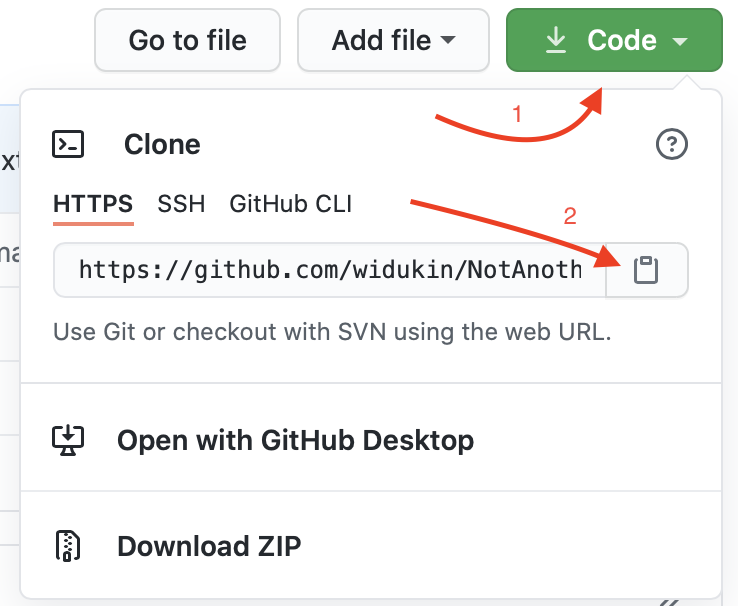 Go to file Add file Code
1
Clone
HTTPS SSH GitHub CLI
2
https://github.com/widukin/NotAnoth
Use Git or checkout with SVN using the web URL.
Open with GitHub Desktop
Download ZIP